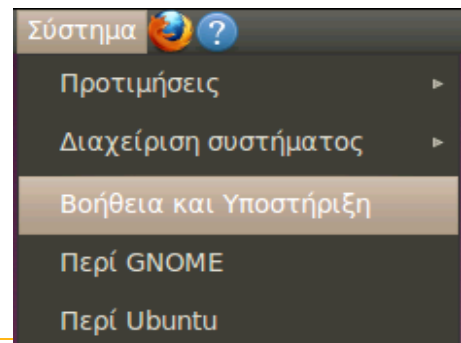 Σύστημα
Προτιμήσεις
Διαχείριση συστήματος
Βοήθεια και Υποστήριξη
Περί GNOME
Περί Ubuntu